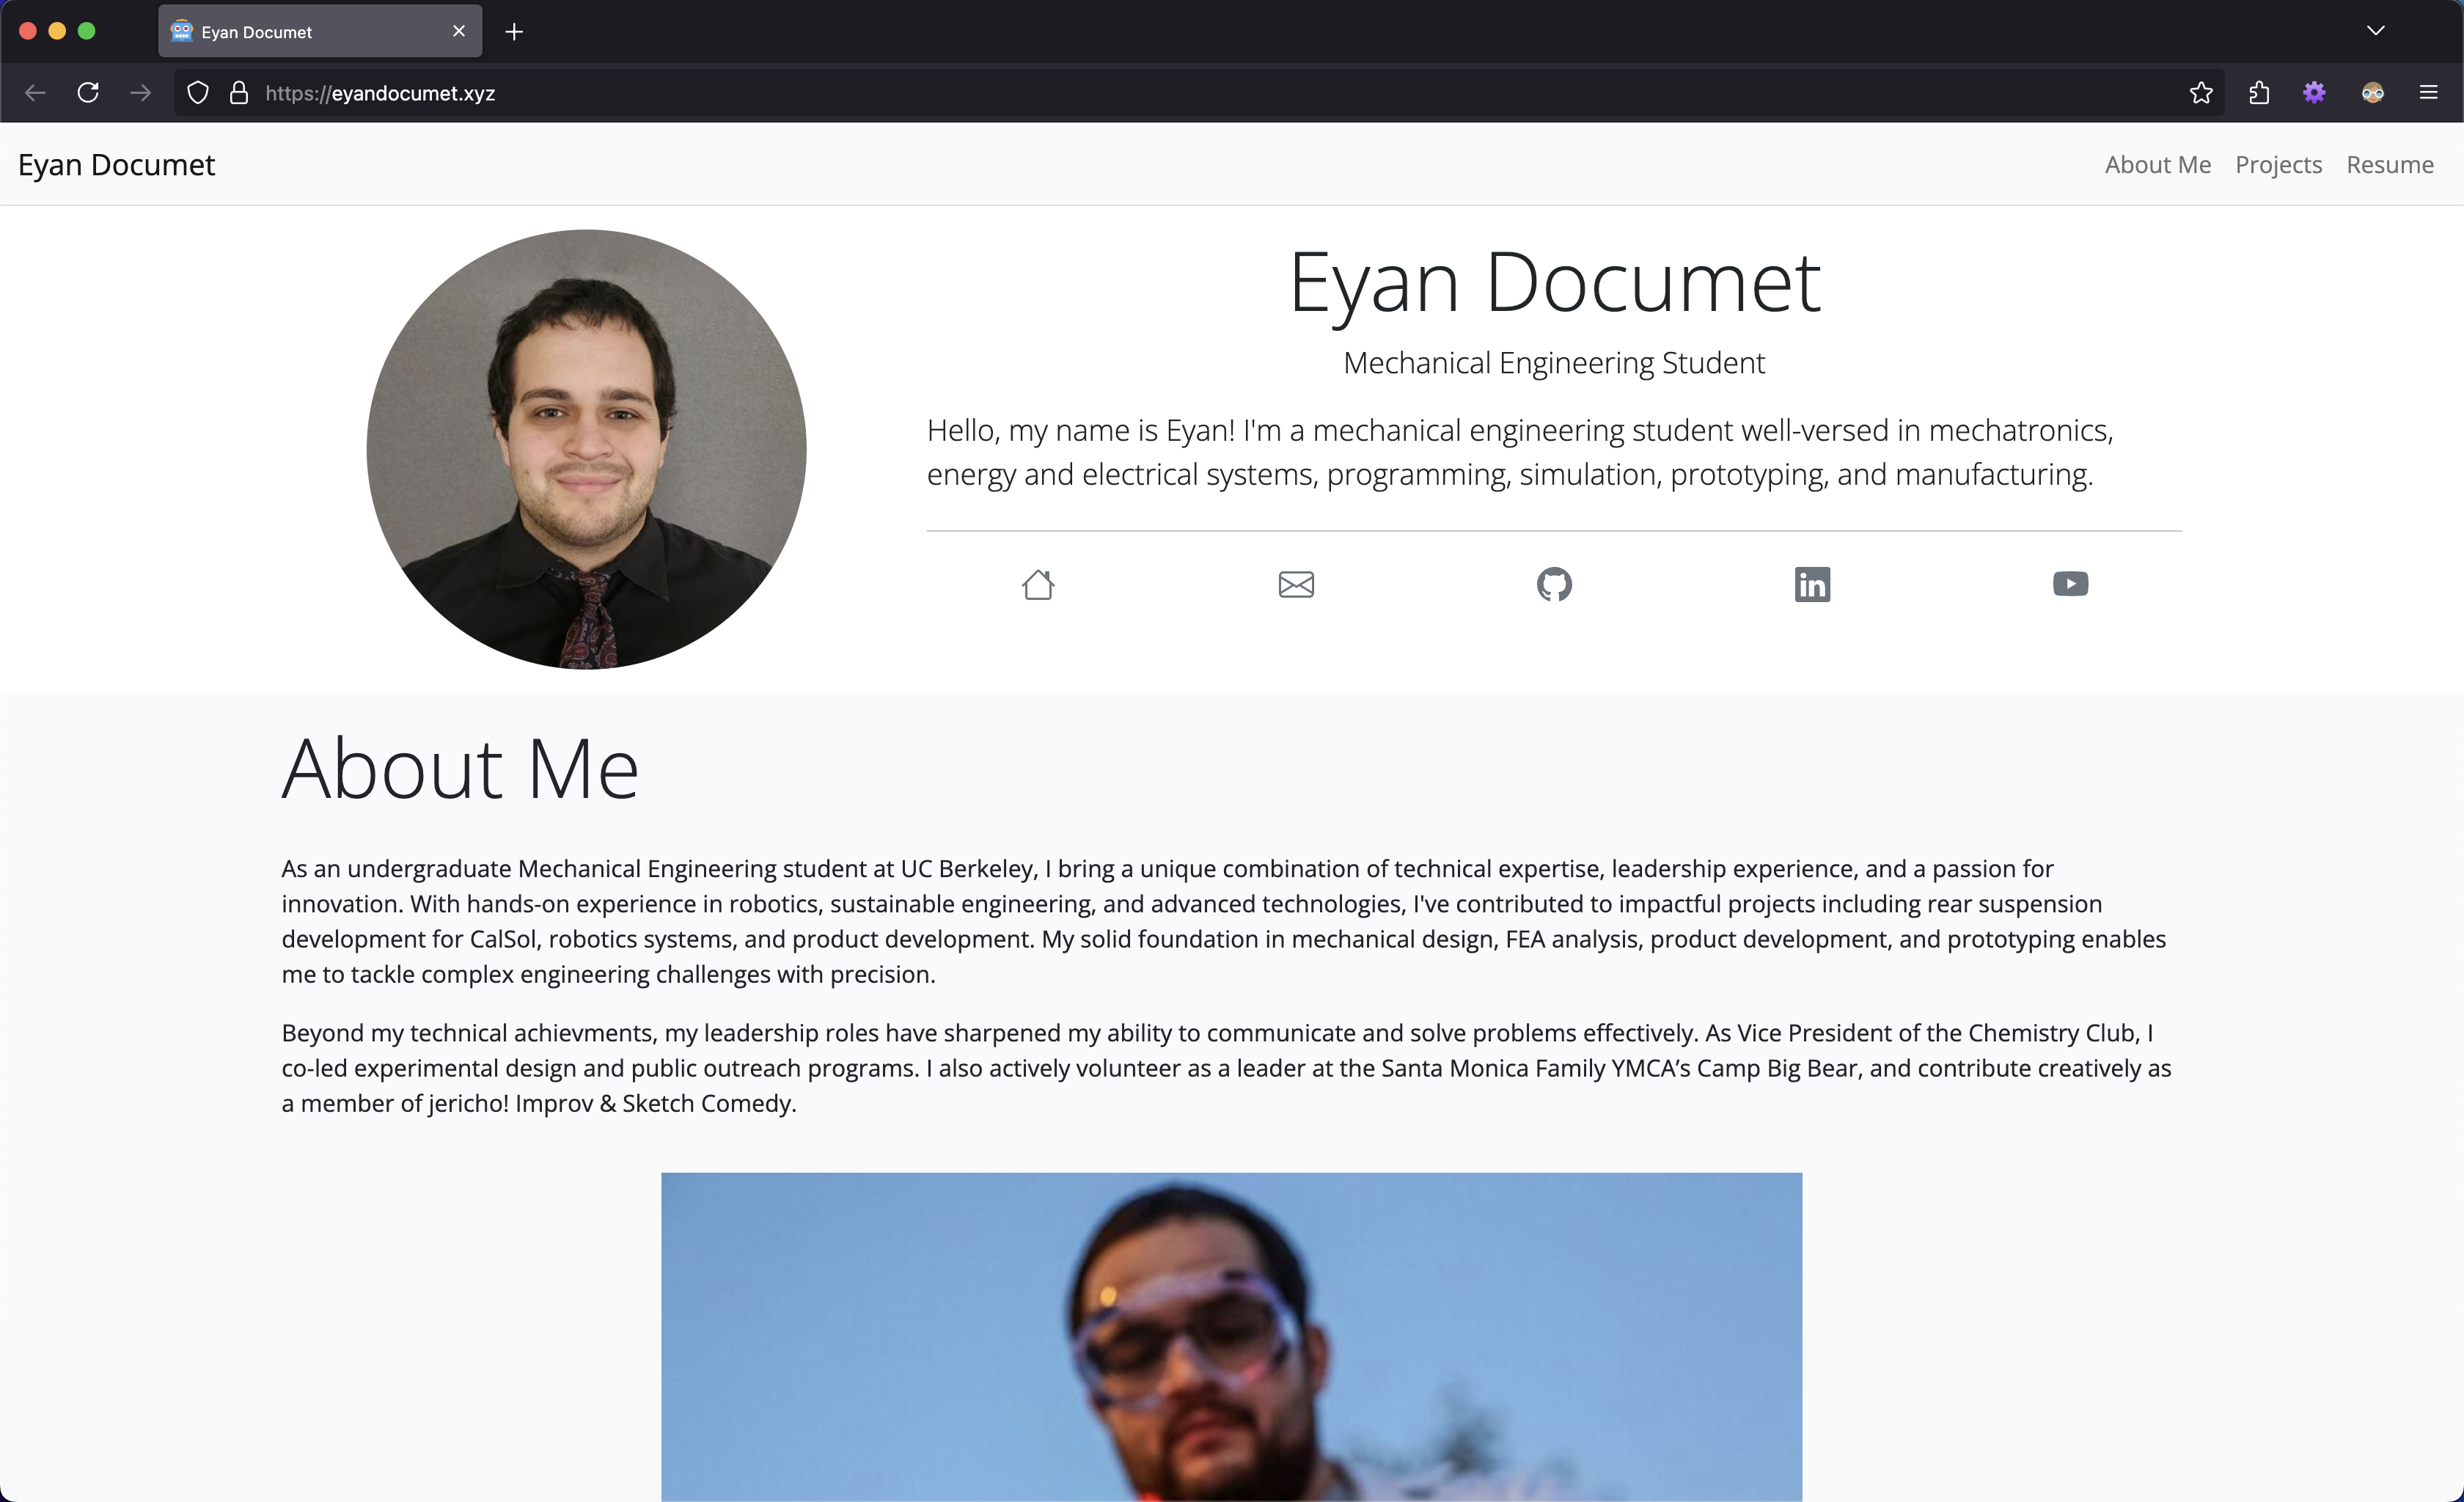 Eyan Documet
https://eyandocumet.xyz
Eyan Documet
About Me Projects Resume
Eyan Documet
Mechanical Engineering Student
Hello, my name is Eyan! I'm a mechanical engineering student well-versed in mechatronics,
energy and electrical systems, programming, simulation, prototyping, and manufacturing.
in
About Me
As an undergraduate Mechanical Engineering student at UC Berkeley, I bring a unique combination of technical expertise, leadership experience, and a passion for
innovation. With hands-on experience in robotics, sustainable engineering, and advanced technologies, I've contributed to impactful projects including rear suspension
development for CalSol, robotics systems, and product development. My solid foundation in mechanical design, FEA analysis, product development, and prototyping enables
me to tackle complex engineering challenges with precision.
Beyond my technical achievments, my leadership roles have sharpened my ability to communicate and solve problems effectively. As Vice President of the Chemistry Club, I
co-led experimental design and public outreach programs. I also actively volunteer as a leader at the Santa Monica Family YMCA’s Camp Big Bear, and contribute creatively as
a member of jericho! Improv & Sketch Comedy.